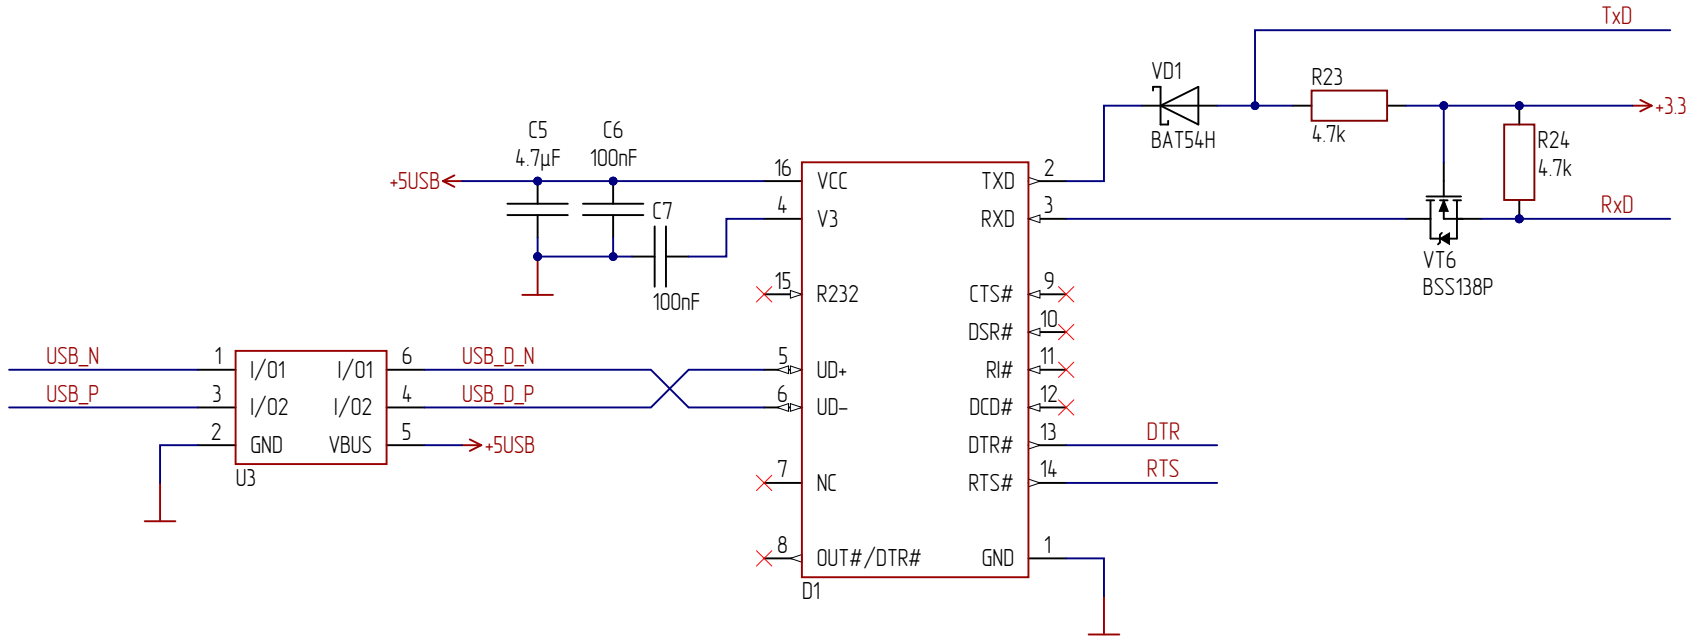 TxD
VD1
BAT54H
R23
4.7k
+3.3
R24
4.7k
C5
4.7µF
C6
100nF
+5USB
C7
100nF
16
VCC
4
V3
15
R232
5
UD+
6
UD-
7
NC
8
OUT#/DTR#
D1
TXD
2
RXD
3
CTS#
9
DSR#
10
RI#
11
DCD#
12
DTR#
13
DTR
RTS#
14
RTS
GND
1
RxD
VT6
BSS138P
USB_N
1
I/O1
I/O1
6
USB_D_N
USB_P
3
I/O2
I/O2
4
USB_D_P
2
GND
VBUS
5
+5USB
U3